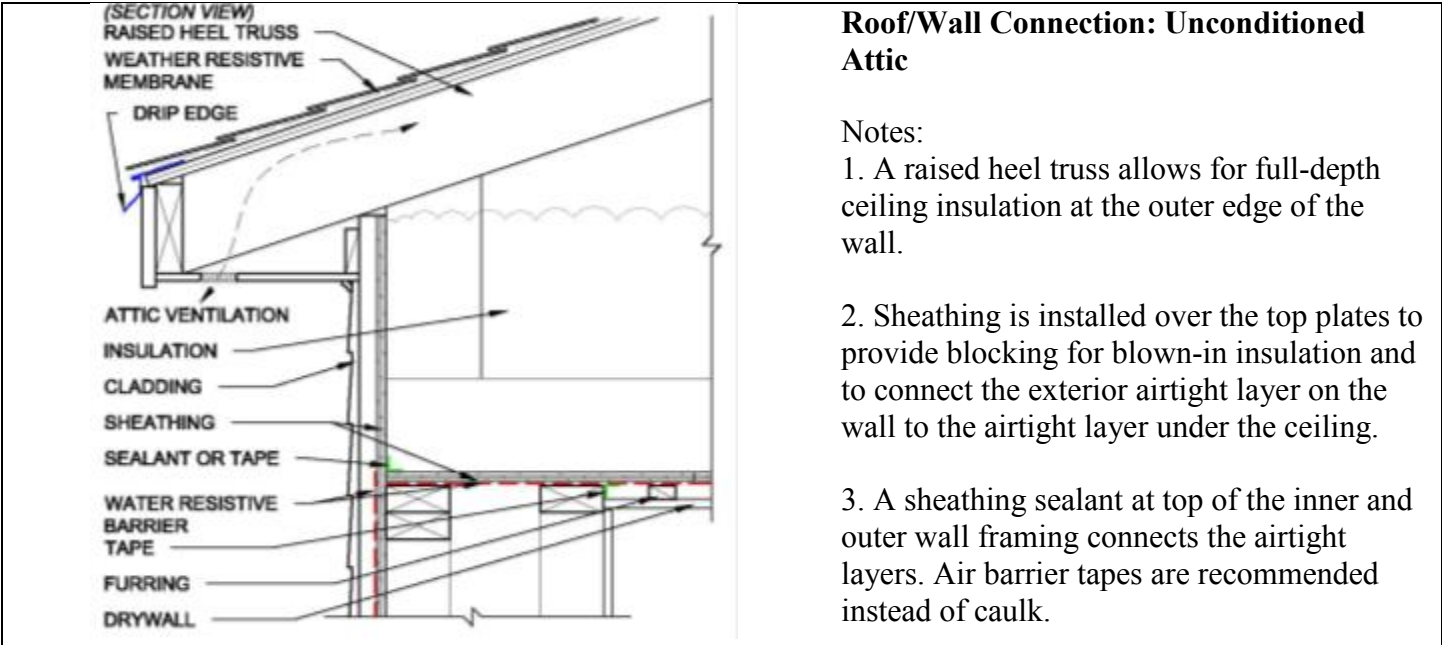 (SECTION VIEW)
RAISED HEEL TRUSS
WEATHER RESISTIVE
MEMBRANE
DRIP EDGE
ATTIC VENTILATION
INSULATION
CLADDING
SHEATHING
SEALANT OR TAPE
WATER RESISTIVE
BARRIER
TAPE
FURRING
DRYWALL
Roof/Wall Connection: Unconditioned
Attic
Notes:
1. A raised heel truss allows for full-depth
ceiling insulation at the outer edge of the
wall.
2. Sheathing is installed over the top plates to
provide blocking for blown-in insulation and
to connect the exterior airtight layer on the
wall to the airtight layer under the ceiling.
3. A sheathing sealant at top of the inner and
outer wall framing connects the airtight
layers. Air barrier tapes are recommended
instead of caulk.